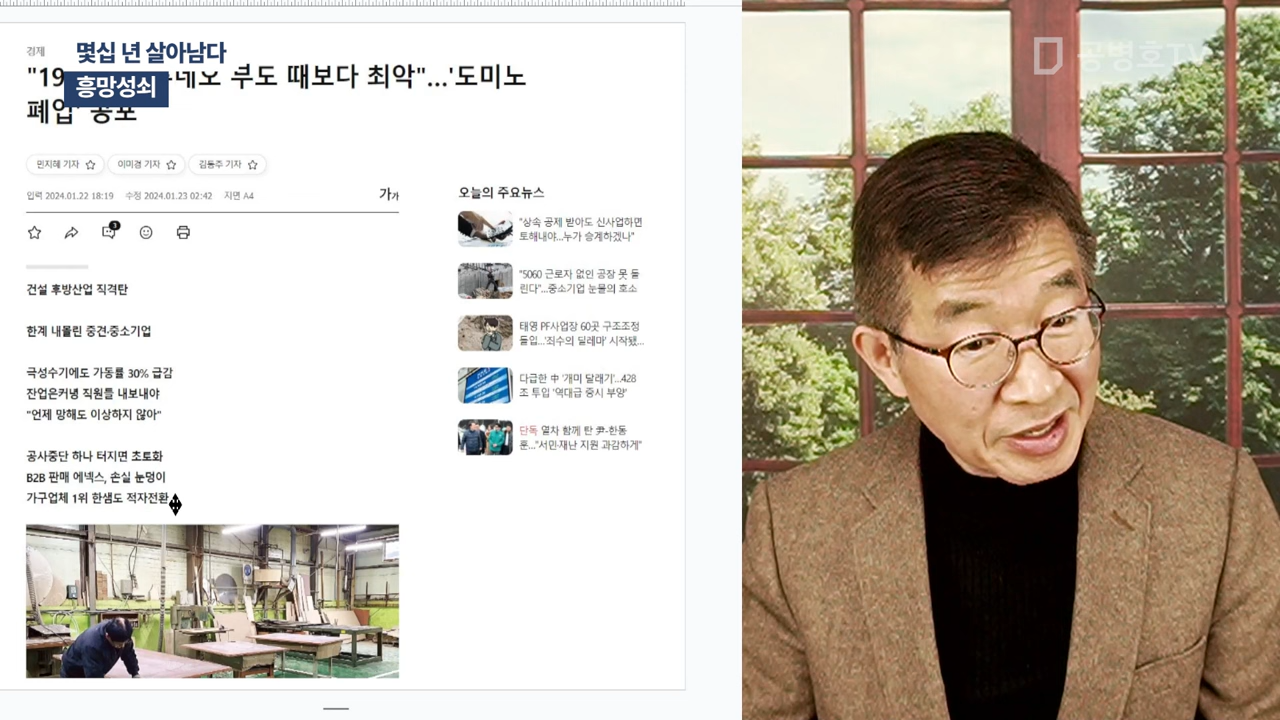 경제
몇십 년 살아남다
흥망성쇠
"19
부도 때보다 최악"...'도미노
폐업' 공포
민지혜 기자
이미경 기자
김동주 기자
입력 2024.01.22 18:19 수정 2024.01.23 02:42 지면 A4
가가
3
건설 후방산업 직격탄
한계 내몰린 중견·중소기업
극성수기에도 가동률 30% 급감
잔업은커녕 직원들 내보내야
"언제 망해도 이상하지 않아"
공사중단 하나 터지면 초토화
B2B 판매 에넥스, 손실 눈덩이
가구업체 1위 한샘도 적자전환
오늘의 주요뉴스
"상속 공제 받아도 신사업하면
토해내야...누가 승계하겠나"
"5060 근로자 없인 공장 못 돌
린다"...중소기업 눈물의 호소
태영 PF사업장 60곳 구조조정
돌입...'죄수의 딜레마' 시작됐...
다급한 中 '개미 달래기'...428
조 투입 '역대급 증시 부양'
단독 열차 함께 탄 尹-한동
훈..."서민·재난 지원 과감하게"
공병호TV